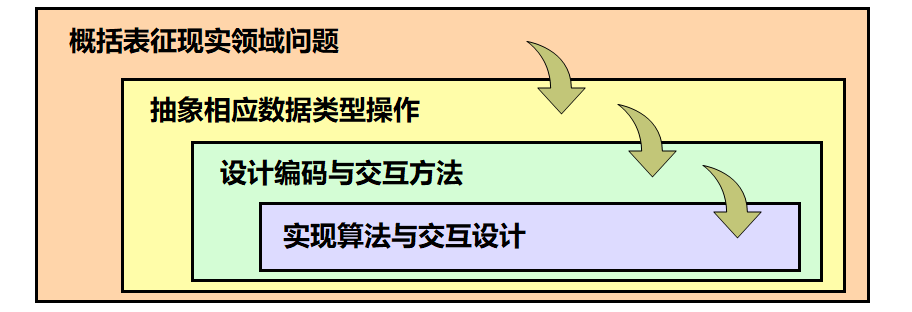 概括表征现实领域问题
抽象相应数据类型操作
设计编码与交互方法
实现算法与交互设计